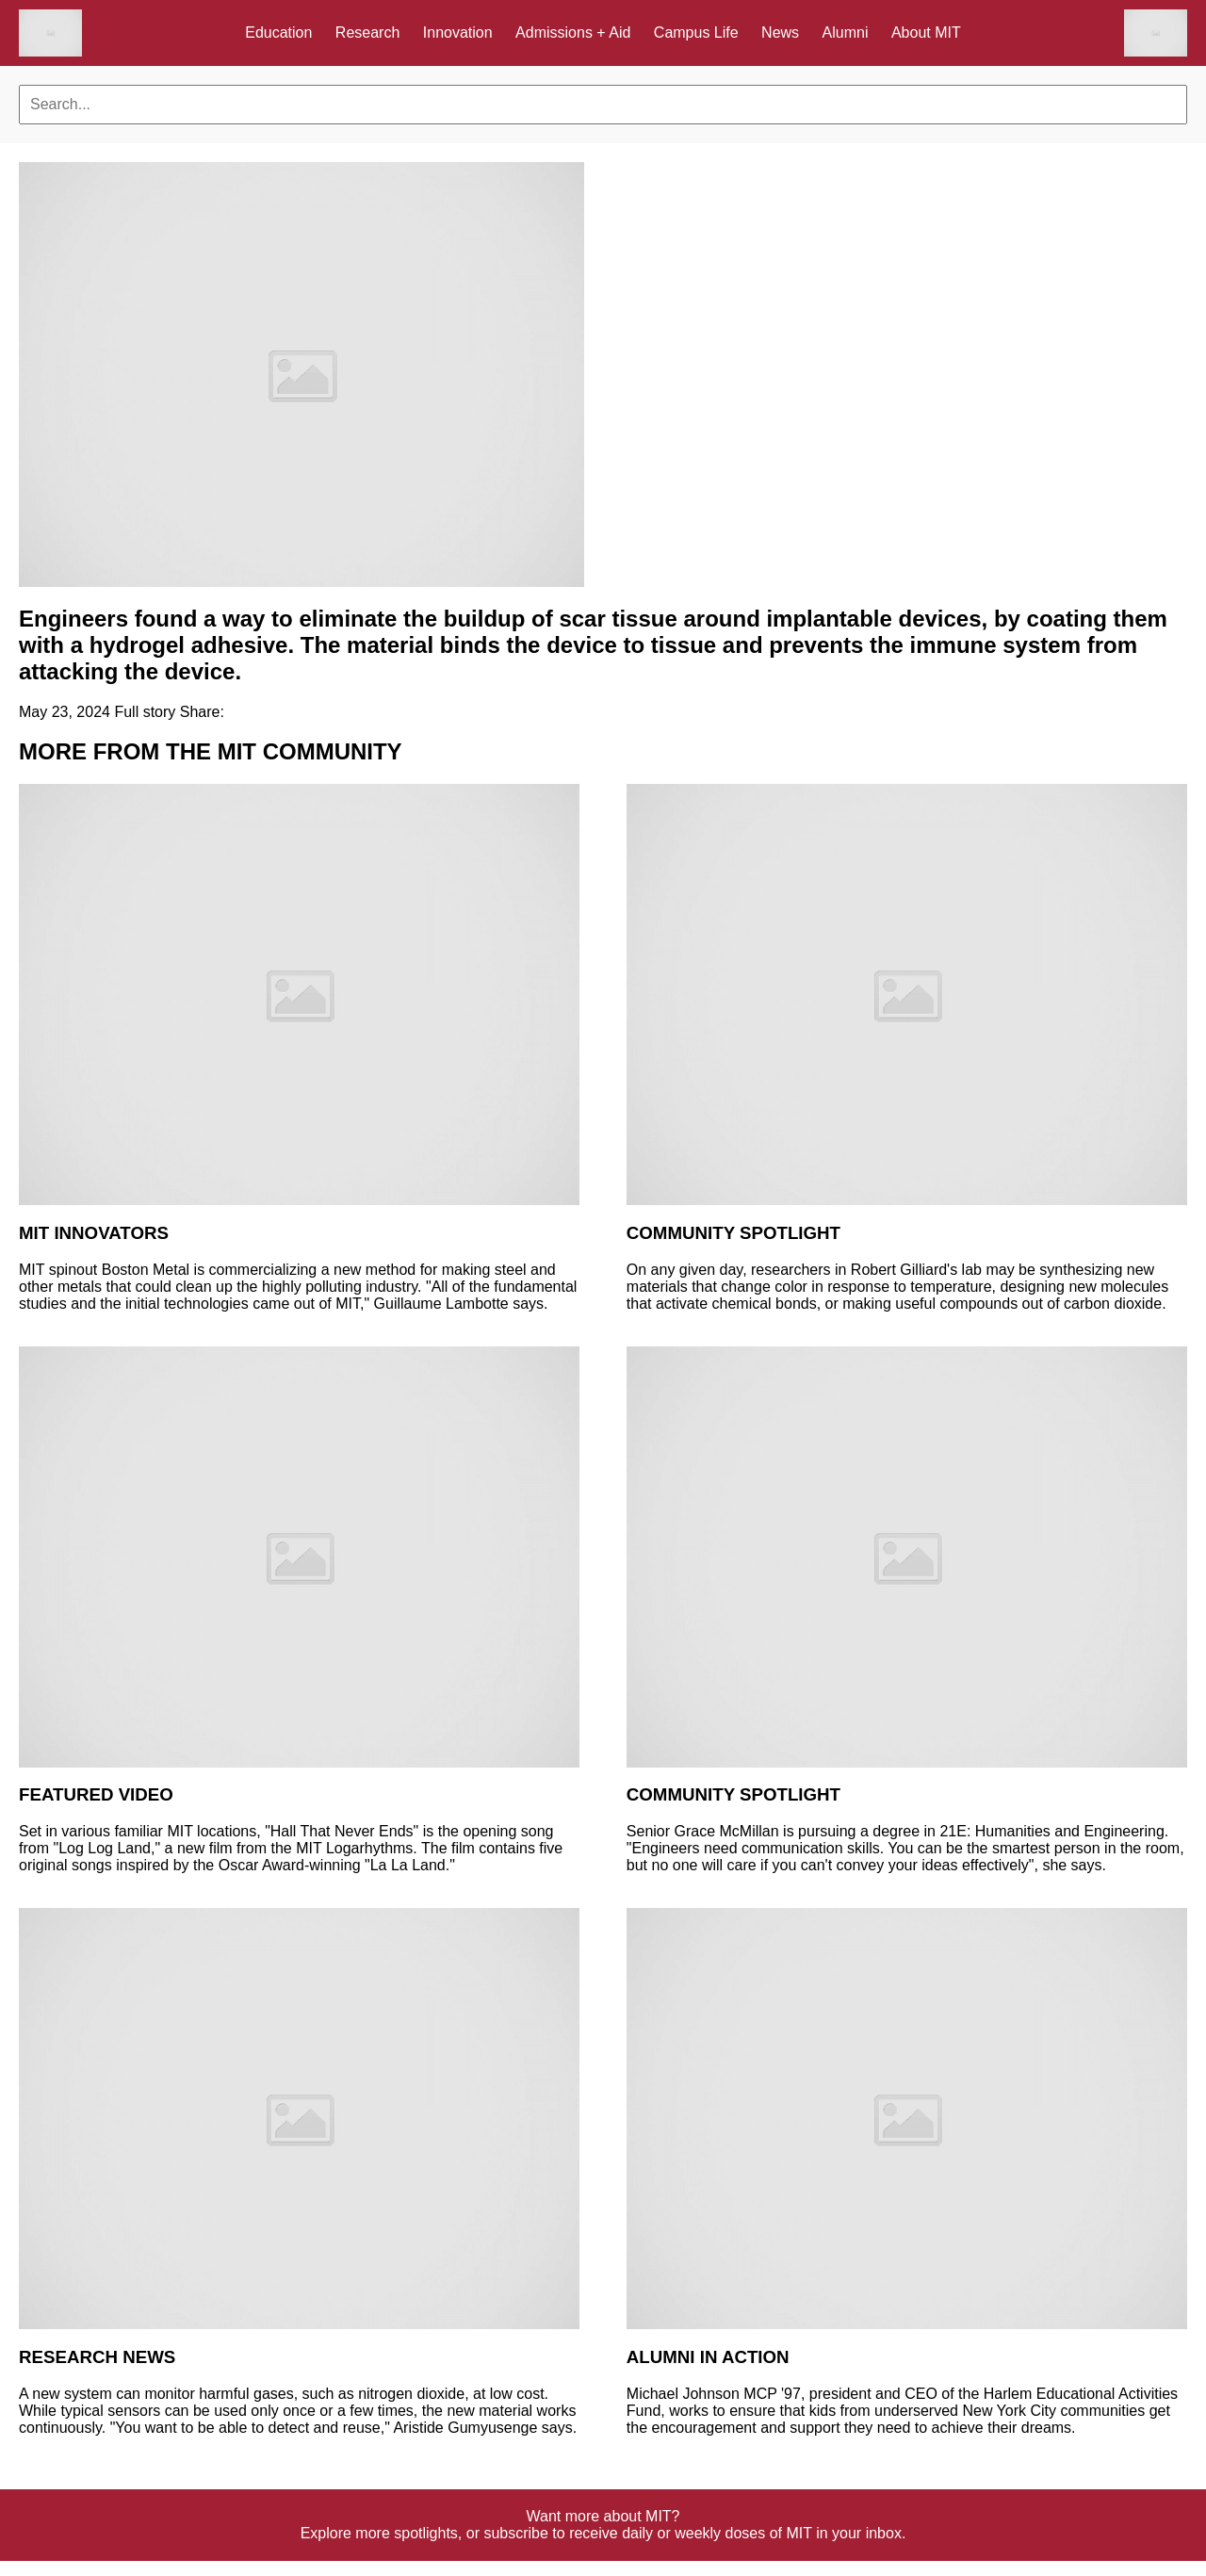 Education Research Innovation Admissions + Aid Campus Life News Alumni About MIT
Search...
Engineers found a way to eliminate the buildup of scar tissue around implantable devices, by coating them
with a hydrogel adhesive. The material binds the device to tissue and prevents the immune system from
attacking the device.
May 23, 2024 Full story Share:
MORE FROM THE MIT COMMUNITY
MIT INNOVATORS
MIT spinout Boston Metal is commercializing a new method for making steel and
other metals that could clean up the highly polluting industry. "All of the fundamental
studies and the initial technologies came out of MIT," Guillaume Lambotte says.
COMMUNITY SPOTLIGHT
On any given day, researchers in Robert Gilliard's lab may be synthesizing new
materials that change color in response to temperature, designing new molecules
that activate chemical bonds, or making useful compounds out of carbon dioxide.
FEATURED VIDEO
Set in various familiar MIT locations, "Hall That Never Ends" is the opening song
from "Log Log Land," a new film from the MIT Logarhythms. The film contains five
original songs inspired by the Oscar Award-winning "La La Land."
COMMUNITY SPOTLIGHT
Senior Grace McMillan is pursuing a degree in 21E: Humanities and Engineering.
"Engineers need communication skills. You can be the smartest person in the room,
but no one will care if you can't convey your ideas effectively", she says.
RESEARCH NEWS
A new system can monitor harmful gases, such as nitrogen dioxide, at low cost.
While typical sensors can be used only once or a few times, the new material works
continuously. "You want to be able to detect and reuse," Aristide Gumyusenge says.
ALUMNI IN ACTION
Michael Johnson MCP '97, president and CEO of the Harlem Educational Activities
Fund, works to ensure that kids from underserved New York City communities get
the encouragement and support they need to achieve their dreams.
Want more about MIT?
Explore more spotlights, or subscribe to receive daily or weekly doses of MIT in your inbox.